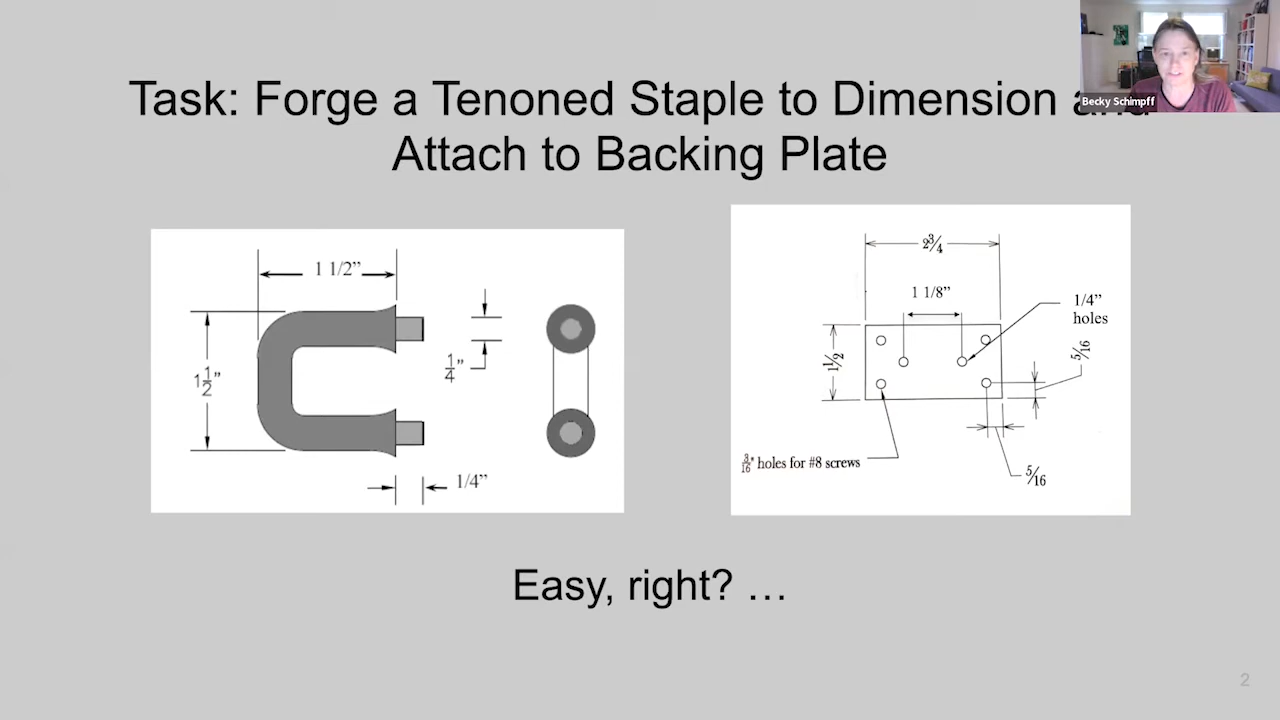 Task: Forge a Tenoned Staple to Dimension and
Attach to Backing Plate
Becky Schimpff
1 1/2”
1 1/2”
1/4”
1/4”
2 3/4
1 1/8”
1/4”
holes
1 1/2
5/16
3/16" holes for #8 screws
5/16
Easy, right? …
2